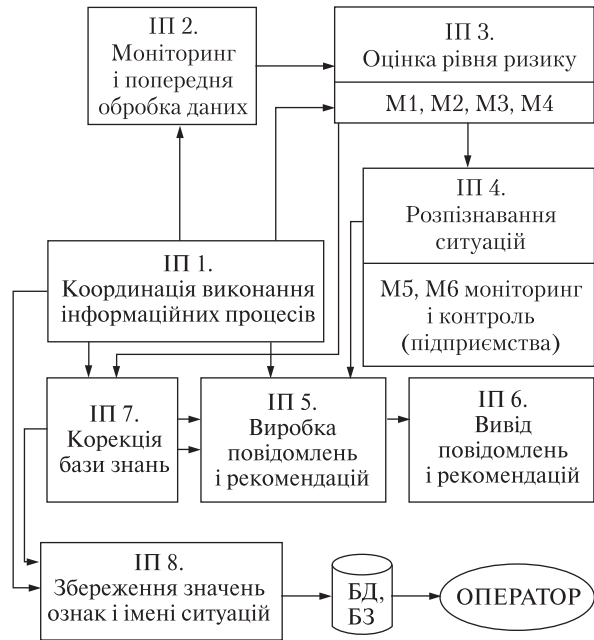 ІП 2.
Моніторинг
і попередня
обробка даних
ІП 3.
Оцінка рівня ризику
М1, М2, М3, М4
ІП 4.
Розпізнавання
ситуацій
М5, М6 моніторинг
і контроль
(підприємства)
ІП 1.
Координація виконання
інформаційних процесів
ІП 7.
Корекція
бази знань
ІП 5.
Виробка
повідомлень
і рекомендацій
ІП 6.
Вивід
повідомлень
і рекомендацій
ІП 8.
Збереження значень
ознак і імені ситуацій
БД,
БЗ
ОПЕРАТОР